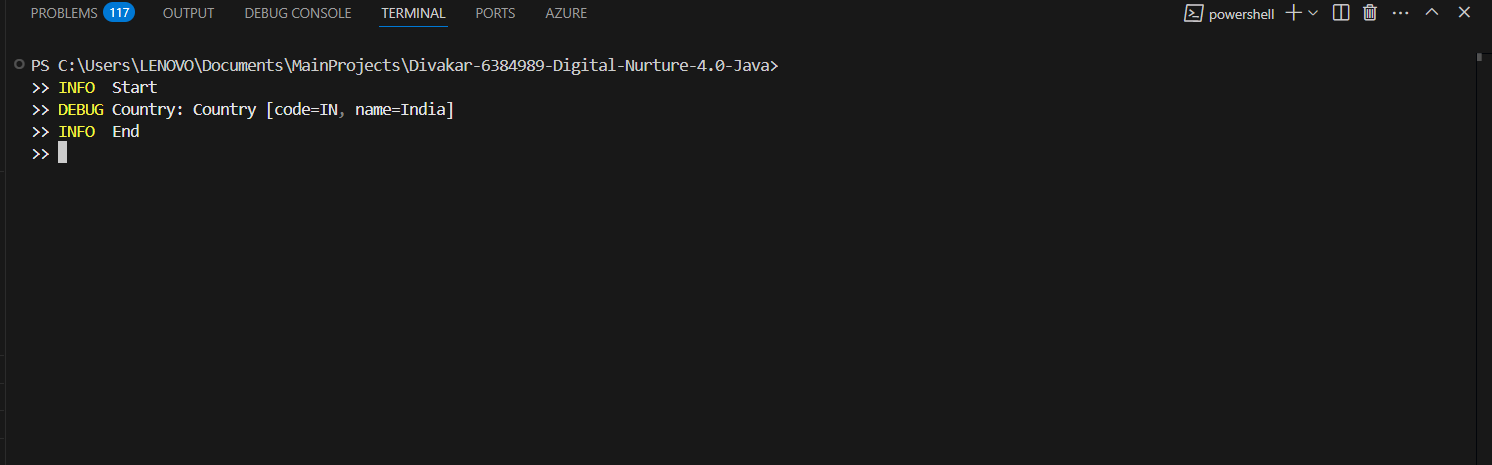 PROBLEMS 117 OUTPUT DEBUG CONSOLE TERMINAL PORTS AZURE powershell
PS C:\Users\LENOVO\Documents\MainProjects\Divakar-6384989-Digital-Nurture-4.0-Java>
>> INFO  Start
>> DEBUG Country: Country [code=IN, name=India]
>> INFO  End
>>